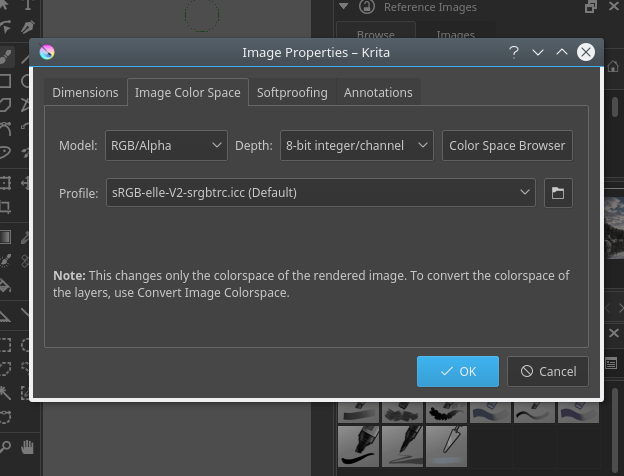 Reference Images
Browse Images
Image Properties – Krita
Dimensions Image Color Space Softproofing Annotations
Model: RGB/Alpha Depth: 8-bit integer/channel Color Space Browser
Profile: sRGB-elle-V2-srgbtrc.icc (Default)
Note: This changes only the colorspace of the rendered image. To convert the colorspace of
the layers, use Convert Image Colorspace.
OK Cancel